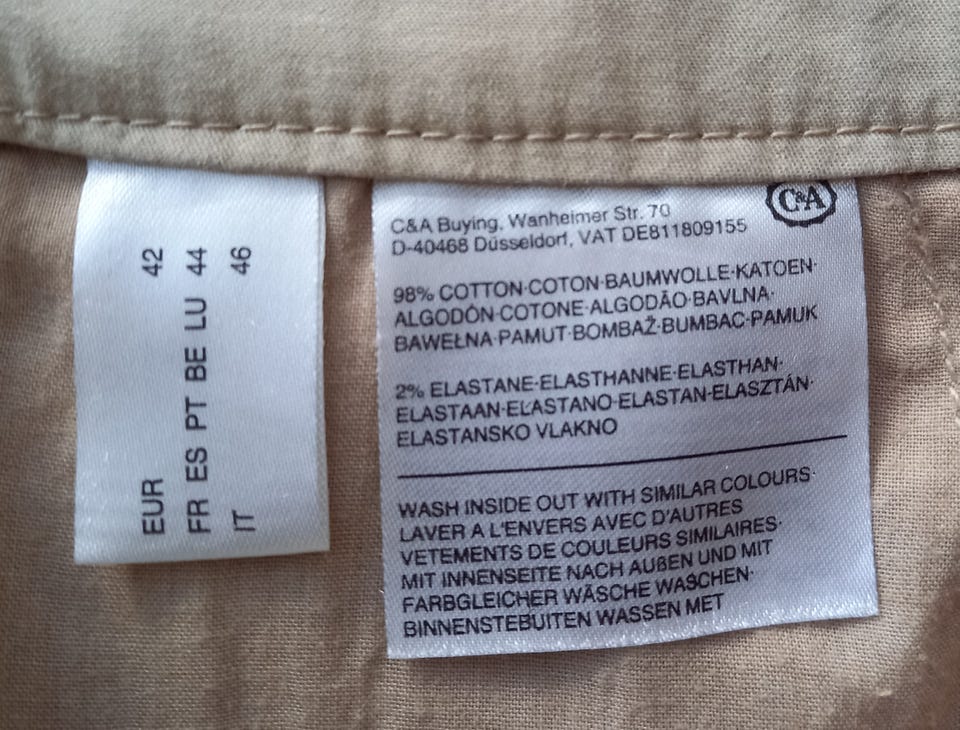 EUR 42
FR ES PT BE LU 44
IT 46
C&A
C&A Buying, Wanheimer Str. 70
D-40468 Düsseldorf, VAT DE811809155
98% COTTON·COTON·BAUMWOLLE·KATOEN·
ALGODÓN·COTONE·ALGODÃO·BAVLNA·
BAWEŁNA·PAMUT·BOMBAŽ·BUMBAC·PAMUK
2% ELASTANE·ELASTHANNE·ELASTHAN·
ELASTAAN·ELASTANO·ELASTAN·ELASZTÁN·
ELASTANSKO VLAKNO
WASH INSIDE OUT WITH SIMILAR COLOURS·
LAVER A L'ENVERS AVEC D'AUTRES
VETEMENTS DE COULEURS SIMILAIRES·
MIT INNENSEITE NACH AUßEN UND MIT
FARBGLEICHER WÄSCHE WASCHEN·
BINNENSTEBUITEN WASSEN MET